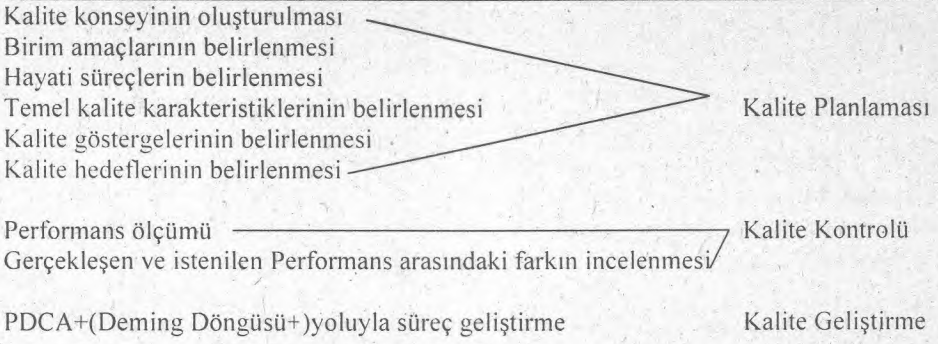 Kalite konseyinin oluşturulması
Birim amaçlarının belirlenmesi
Hayati süreçlerin belirlenmesi
Temel kalite karakteristiklerinin belirlenmesi Kalite Planlaması
Kalite göstergelerinin belirlenmesi
Kalite hedeflerinin belirlenmesi
Performans ölçümü Kalite Kontrolü
Gerçekleşen ve istenilen Performans arasındaki farkın incelenmesi
PDCA+(Deming Döngüsü+)yoluyla süreç geliştirme Kalite Geliştirme